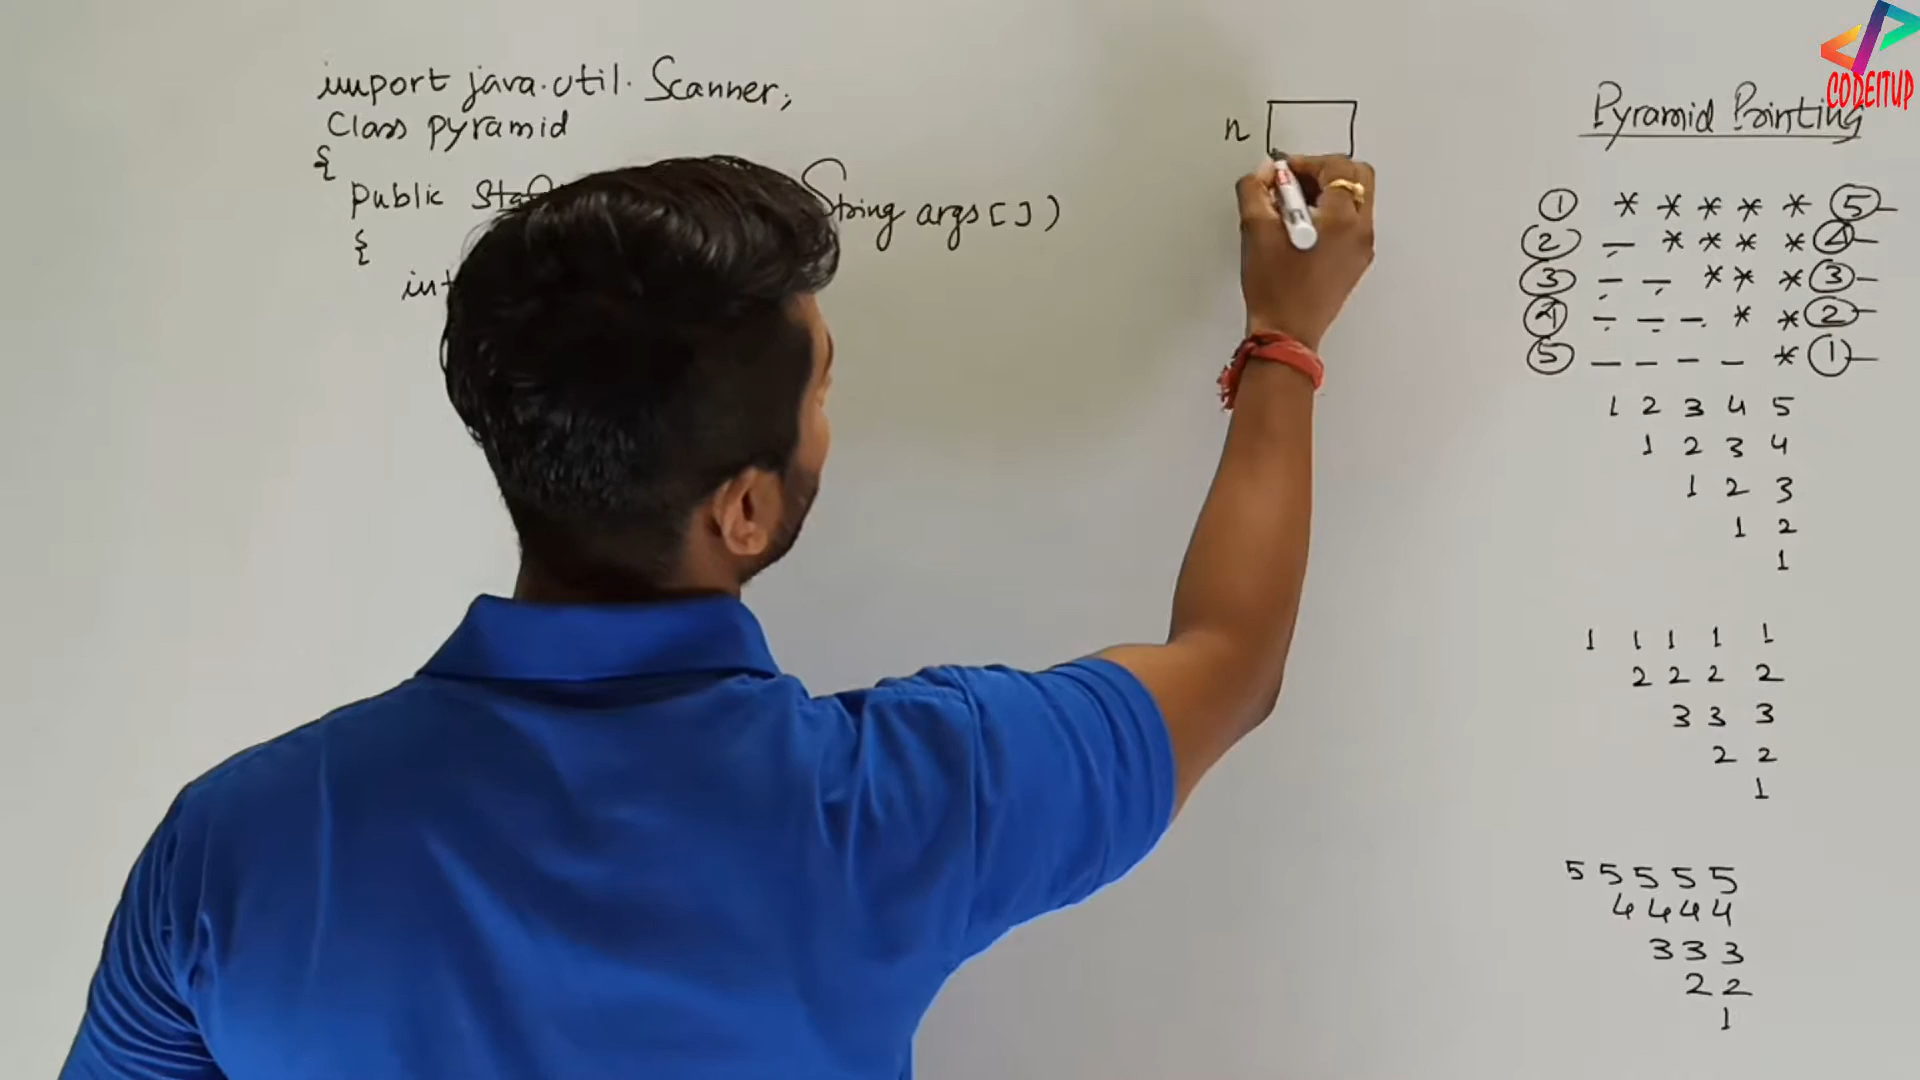 import java.util.Scanner;
Class pyramid
{
public String args[])
{
int
n
Pyramid Printing
CODEITUP
1 * * * * * 5 –
2 – * * * * 4 –
3 – – * * * 3 –
4 – – – * * 2 –
5 – – – – * 1 –
1 2 3 4 5
1 2 3 4
1 2 3
1 2
1
1 1 1 1 1
2 2 2 2
3 3 3
2 2
1
5 5 5 5 5
4 4 4 4
3 3 3
2 2
1